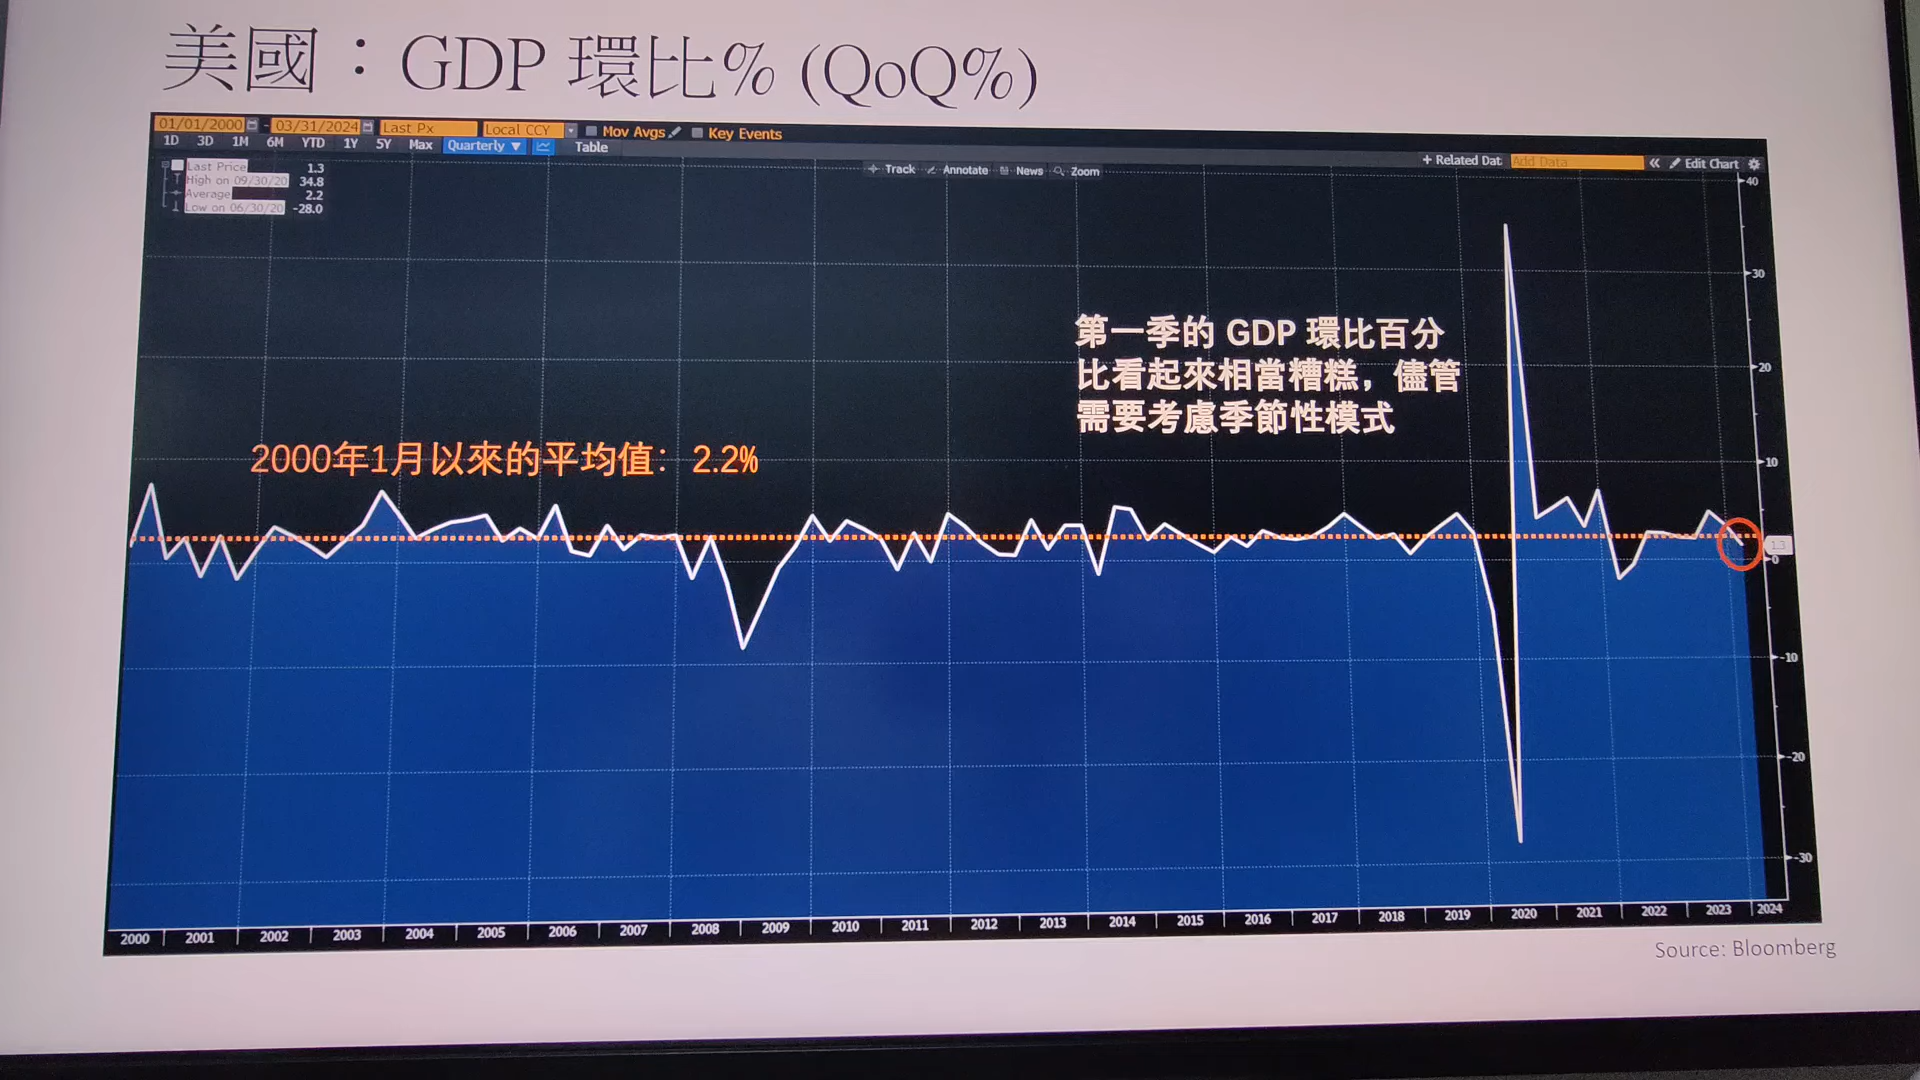 美國：GDP 環比% (QoQ%)
01/01/2000 - 03/31/2024 Last Px Local CCY Mov Avgs Key Events
1D 3D 1M 6M YTD 1Y 5Y Max Quarterly ▼ Table
+ Related Dat Add Data « Edit Chart
Track Annotate News Zoom
Last Price 1.3
High on 09/30/20 34.8
Average 2.2
Low on 06/30/20 -28.0
40
30
20
10
0
-10
-20
-30
1.3
第一季的 GDP 環比百分
比看起來相當糟糕，儘管
需要考慮季節性模式
2000年1月以來的平均值：2.2%
2000 2001 2002 2003 2004 2005 2006 2007 2008 2009 2010 2011 2012 2013 2014 2015 2016 2017 2018 2019 2020 2021 2022 2023 2024
Source: Bloomberg